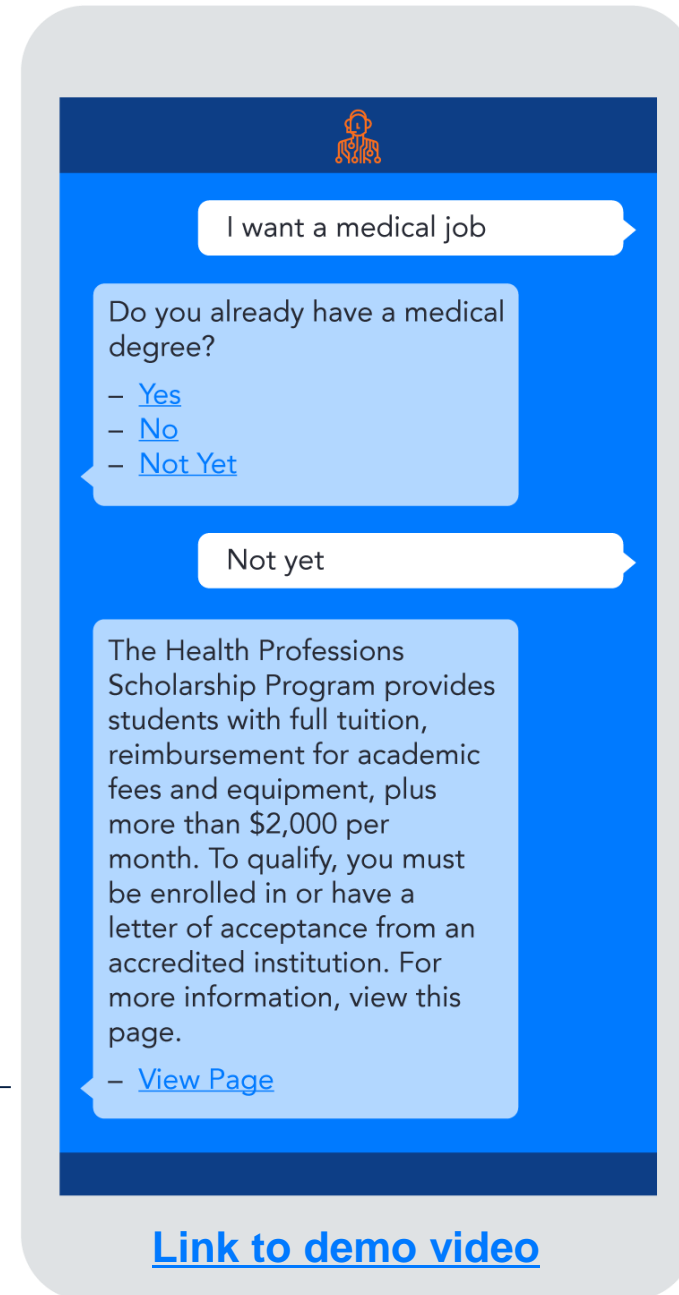 I want a medical job
Do you already have a medical
degree?
– Yes
– No
– Not Yet
Not yet
The Health Professions
Scholarship Program provides
students with full tuition,
reimbursement for academic
fees and equipment, plus
more than $2,000 per
month. To qualify, you must
be enrolled in or have a
letter of acceptance from an
accredited institution. For
more information, view this
page.
– View Page
Link to demo video